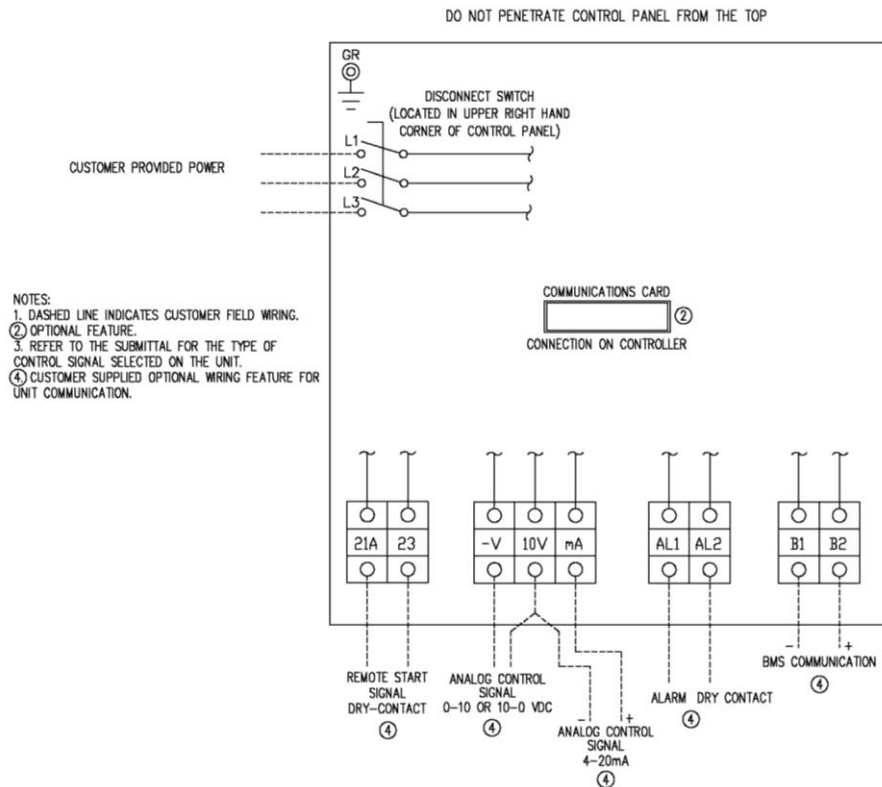 DO NOT PENETRATE CONTROL PANEL FROM THE TOP
GR
DISCONNECT SWITCH
(LOCATED IN UPPER RIGHT HAND
CORNER OF CONTROL PANEL)
L1
CUSTOMER PROVIDED POWER
L2
L3
NOTES:
1. DASHED LINE INDICATES CUSTOMER FIELD WIRING.
2. OPTIONAL FEATURE.
3. REFER TO THE SUBMITTAL FOR THE TYPE OF
CONTROL SIGNAL SELECTED ON THE UNIT.
4. CUSTOMER SUPPLIED OPTIONAL WIRING FEATURE FOR
UNIT COMMUNICATION.
COMMUNICATIONS CARD
2
CONNECTION ON CONTROLLER
21A 23
-V 10V mA
AL1 AL2
B1 B2
REMOTE START
SIGNAL
DRY-CONTACT
4
ANALOG CONTROL
SIGNAL
0-10 OR 10-0 VDC
4
- +
ANALOG CONTROL
SIGNAL
4-20mA
4
ALARM DRY CONTACT
4
- +
BMS COMMUNICATION
4